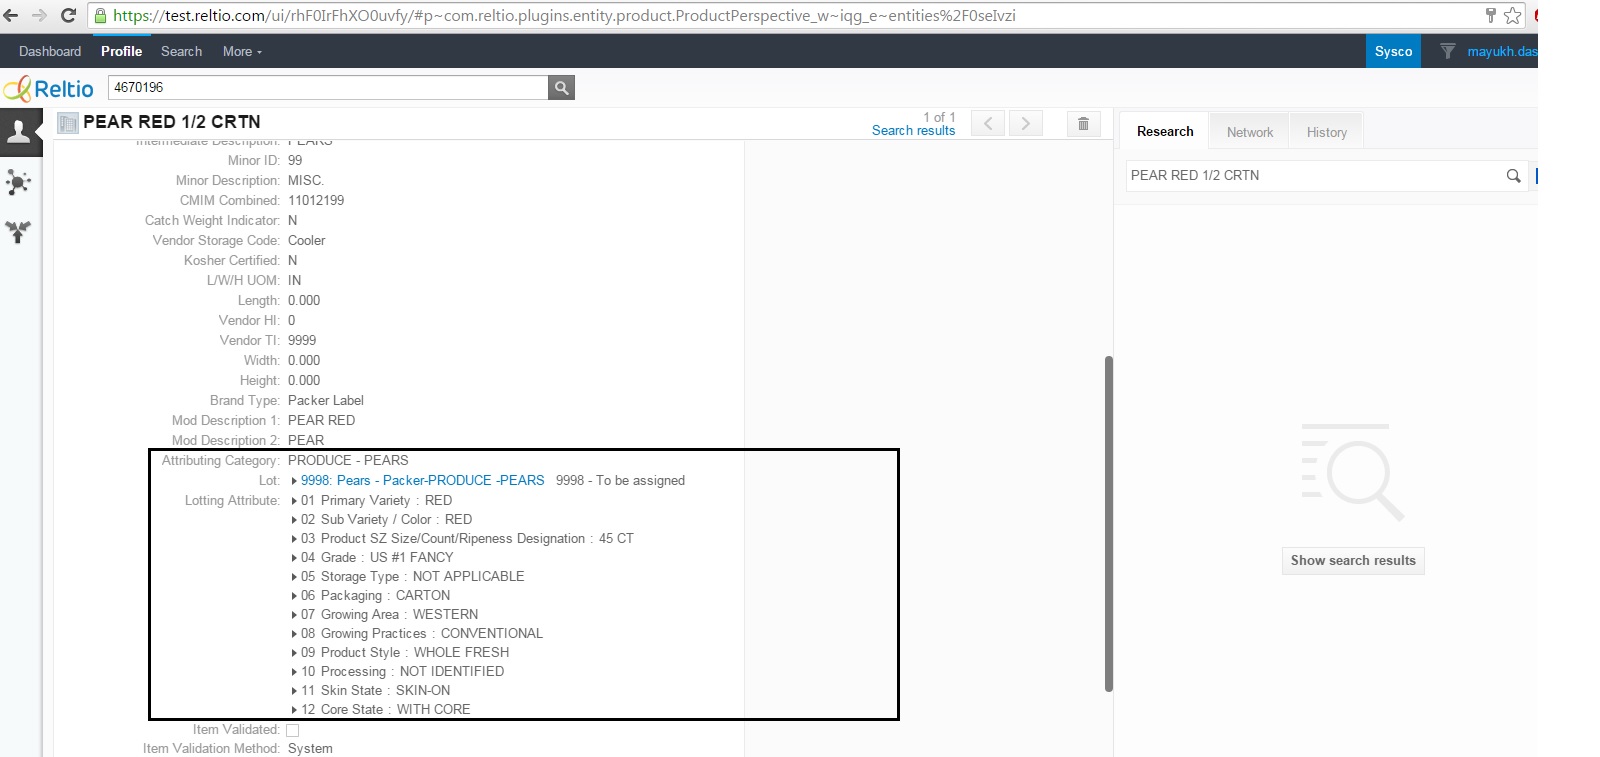 https://test.reltio.com/ui/rhF0IrFhXO0uvfy/#p~com.reltio.plugins.entity.product.ProductPerspective_w~iqg_e~entities%2F0seIvzi
Dashboard Profile Search More Sysco mayukh.das
Reltio 4670196
PEAR RED 1/2 CRTN
1 of 1
Search results
Research Network History
PEAR RED 1/2 CRTN
Intermediate Description: PEARS
Minor ID: 99
Minor Description: MISC.
CMIM Combined: 11012199
Catch Weight Indicator: N
Vendor Storage Code: Cooler
Kosher Certified: N
L/W/H UOM: IN
Length: 0.000
Vendor HI: 0
Vendor TI: 9999
Width: 0.000
Height: 0.000
Brand Type: Packer Label
Mod Description 1: PEAR RED
Mod Description 2: PEAR
Attributing Category: PRODUCE - PEARS
Lot: 9998: Pears - Packer-PRODUCE -PEARS 9998 - To be assigned
Lotting Attribute: 01 Primary Variety : RED
02 Sub Variety / Color : RED
03 Product SZ Size/Count/Ripeness Designation : 45 CT
04 Grade : US #1 FANCY
05 Storage Type : NOT APPLICABLE
06 Packaging : CARTON
07 Growing Area : WESTERN
08 Growing Practices : CONVENTIONAL
09 Product Style : WHOLE FRESH
10 Processing : NOT IDENTIFIED
11 Skin State : SKIN-ON
12 Core State : WITH CORE
Item Validated:
Item Validation Method: System
Show search results